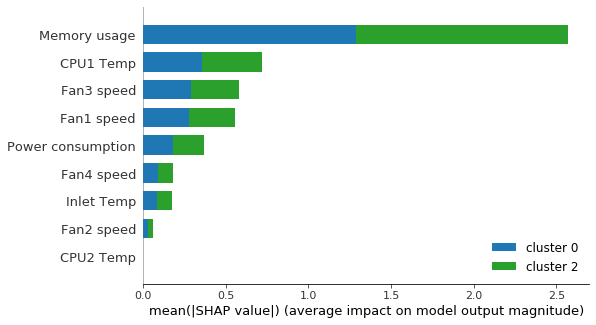 Memory usage
CPU1 Temp
Fan3 speed
Fan1 speed
Power consumption
Fan4 speed
Inlet Temp
Fan2 speed
CPU2 Temp
cluster 0
cluster 2
0.0 0.5 1.0 1.5 2.0 2.5
mean(|SHAP value|) (average impact on model output magnitude)